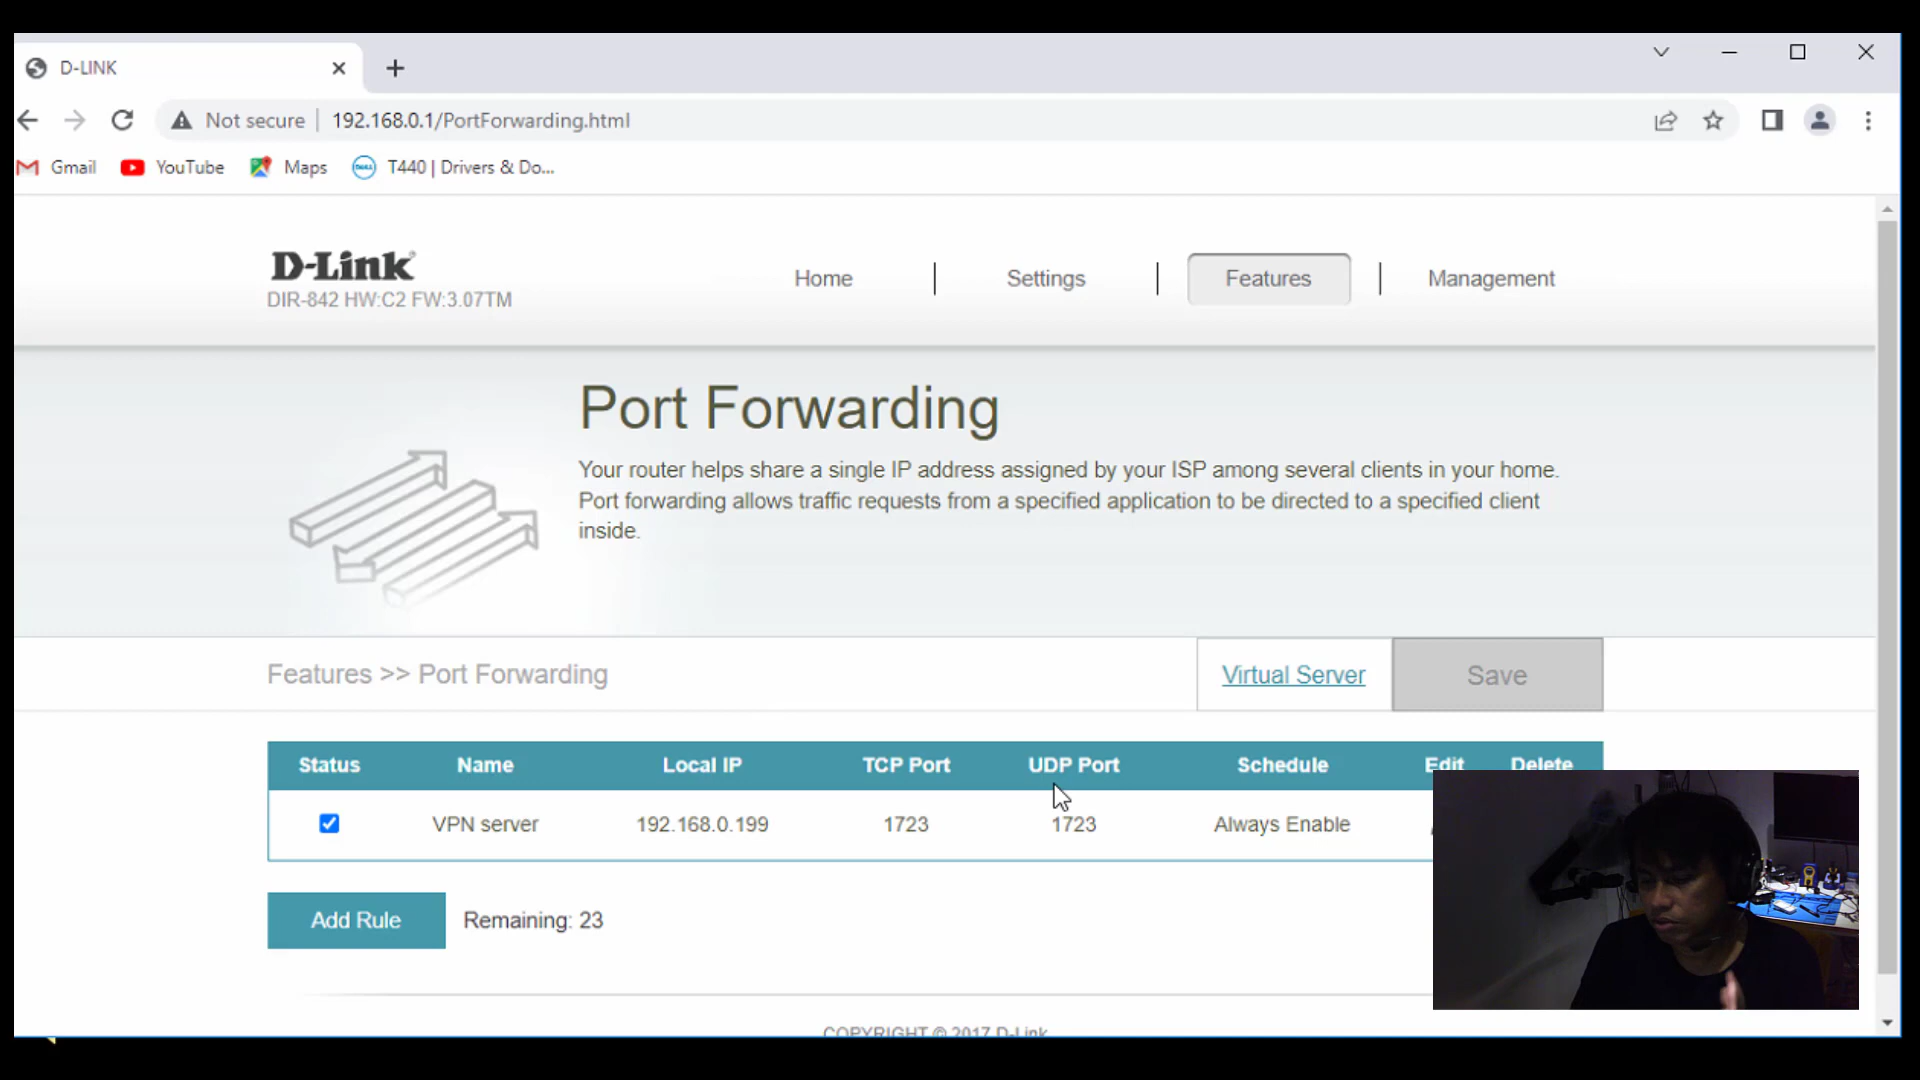 D-LINK
Not secure
192.168.0.1/PortForwarding.html
Gmail
YouTube
Maps
T440 | Drivers & Do...
D-Link
DIR-842 HW:C2 FW:3.07TM
Home
Settings
Features
Management
Port Forwarding
Your router helps share a single IP address assigned by your ISP among several clients in your home.
Port forwarding allows traffic requests from a specified application to be directed to a specified client
inside.
Features >> Port Forwarding
Virtual Server
Save
Status Name Local IP TCP Port UDP Port Schedule Edit Delete
VPN server 192.168.0.199 1723 1723 Always Enable
Add Rule
Remaining: 23
COPYRIGHT © 2017 D-Link